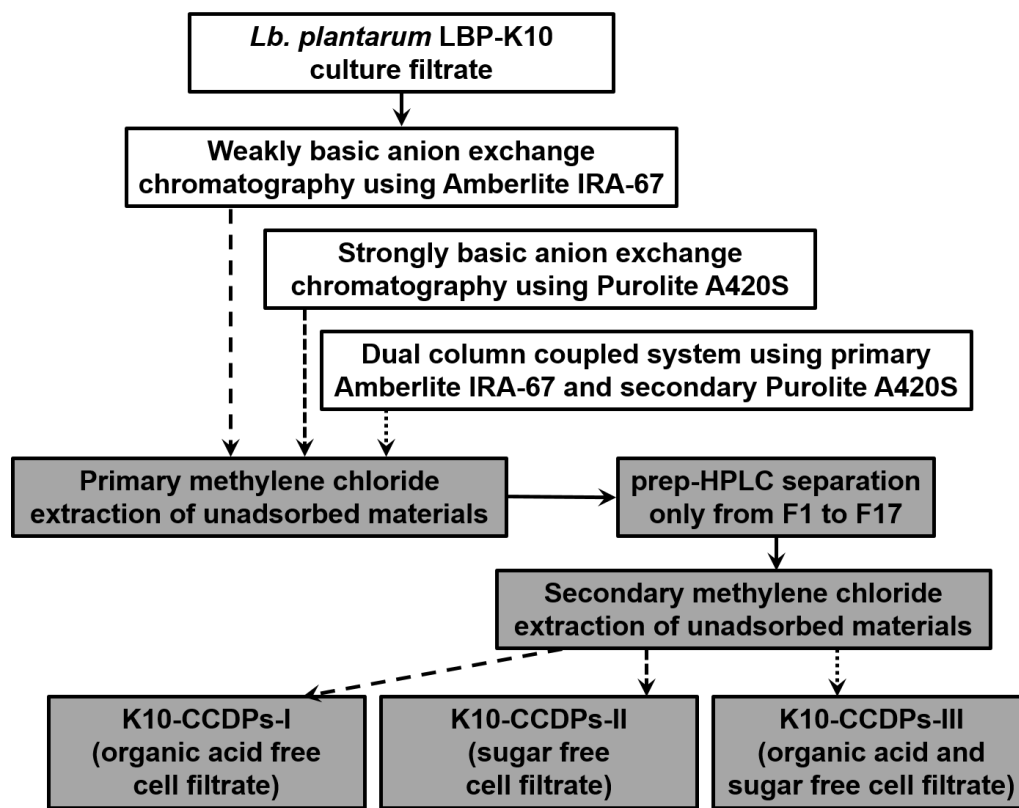 Lb. plantarum LBP-K10
culture filtrate
Weakly basic anion exchange
chromatography using Amberlite IRA-67
Strongly basic anion exchange
chromatography using Purolite A420S
Dual column coupled system using primary
Amberlite IRA-67 and secondary Purolite A420S
Primary methylene chloride
extraction of unadsorbed materials
prep-HPLC separation
only from F1 to F17
Secondary methylene chloride
extraction of unadsorbed materials
K10-CCDPs-I
(organic acid free
cell filtrate)
K10-CCDPs-II
(sugar free
cell filtrate)
K10-CCDPs-III
(organic acid and
sugar free cell filtrate)